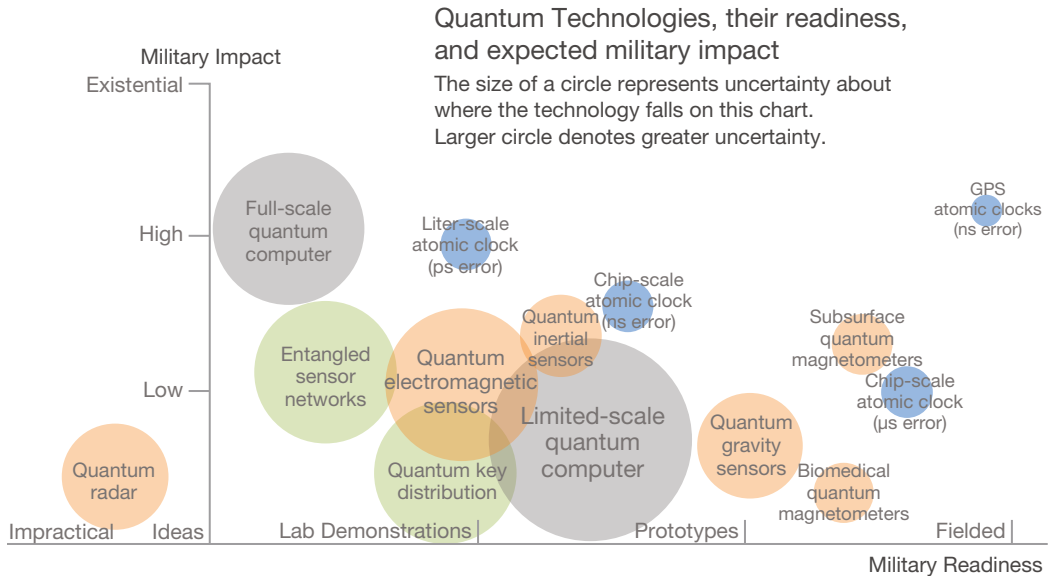 Quantum Technologies, their readiness,
and expected military impact
The size of a circle represents uncertainty about
where the technology falls on this chart.
Larger circle denotes greater uncertainty.
Military Impact
Existential
High
Low
Full-scale
quantum
computer
Liter-scale
atomic clock
(ps error)
GPS
atomic clocks
(ns error)
Chip-scale
atomic clock
(ns error)
Quantum
inertial
sensors
Subsurface
quantum
magnetometers
Entangled
sensor
networks
Quantum
electromagnetic
sensors
Chip-scale
atomic clock
(µs error)
Limited-scale
quantum
computer
Quantum
gravity
sensors
Quantum
radar
Quantum key
distribution
Biomedical
quantum
magnetometers
Impractical
Ideas
Lab Demonstrations
Prototypes
Fielded
Military Readiness